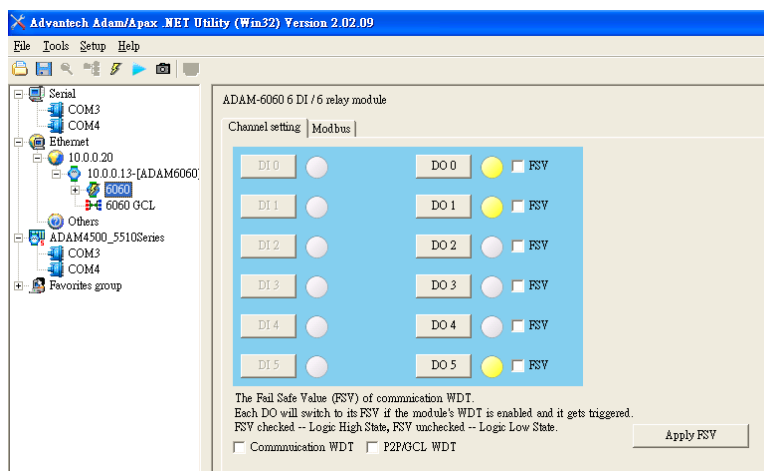 Advantech Adam/Apax .NET Utility (Win32) Version 2.02.09
File Tools Setup Help
Serial
COM3
COM4
Ethernet
10.0.0.20
10.0.0.13-[ADAM6060]
6060
6060 GCL
Others
ADAM4500_5510Series
COM3
COM4
Favorites group
ADAM-6060 6 DI / 6 relay module
Channel setting Modbus
DI 0 DO 0 FSV
DI 1 DO 1 FSV
DI 2 DO 2 FSV
DI 3 DO 3 FSV
DI 4 DO 4 FSV
DI 5 DO 5 FSV
The Fail Safe Value (FSV) of commnication WDT.
Each DO will switch to its FSV if the module's WDT is enabled and it gets triggered.
FSV checked -- Logic High State, FSV unchecked -- Logic Low State.
Commnuication WDT P2P/GCL WDT
Apply FSV